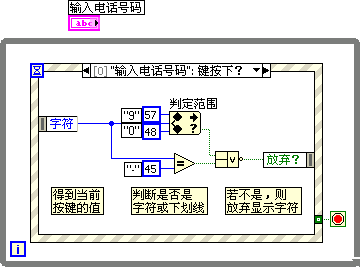 输入电话号码
abc
[0] "输入电话号码": 键按下?
判定范围
"9" 57
"0" 48
?
字符
"-" 45
=
v
放弃?
得到当前
按键的值
判断是否是
字符或下划线
若不是,则
放弃显示字符
i